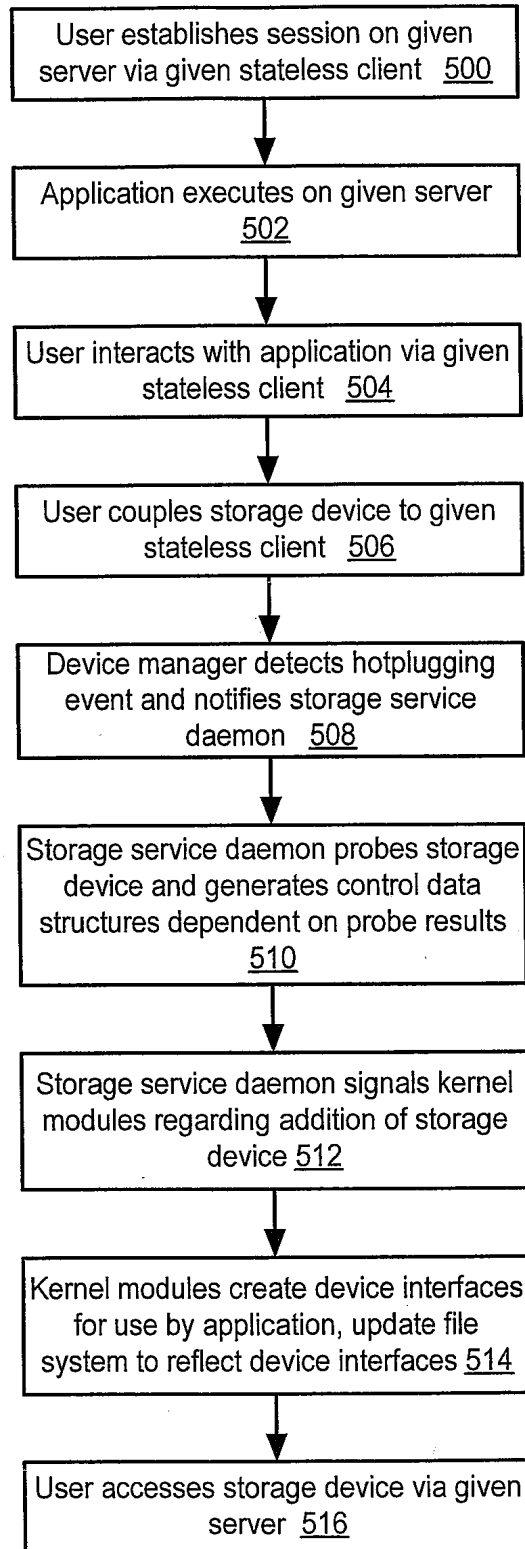 User establishes session on given
server via given stateless client 500
Application executes on given server
502
User interacts with application via given
stateless client 504
User couples storage device to given
stateless client 506
Device manager detects hotplugging
event and notifies storage service
daemon 508
Storage service daemon probes storage
device and generates control data
structures dependent on probe results
510
Storage service daemon signals kernel
modules regarding addition of storage
device 512
Kernel modules create device interfaces
for use by application, update file
system to reflect device interfaces 514
User accesses storage device via given
server 516